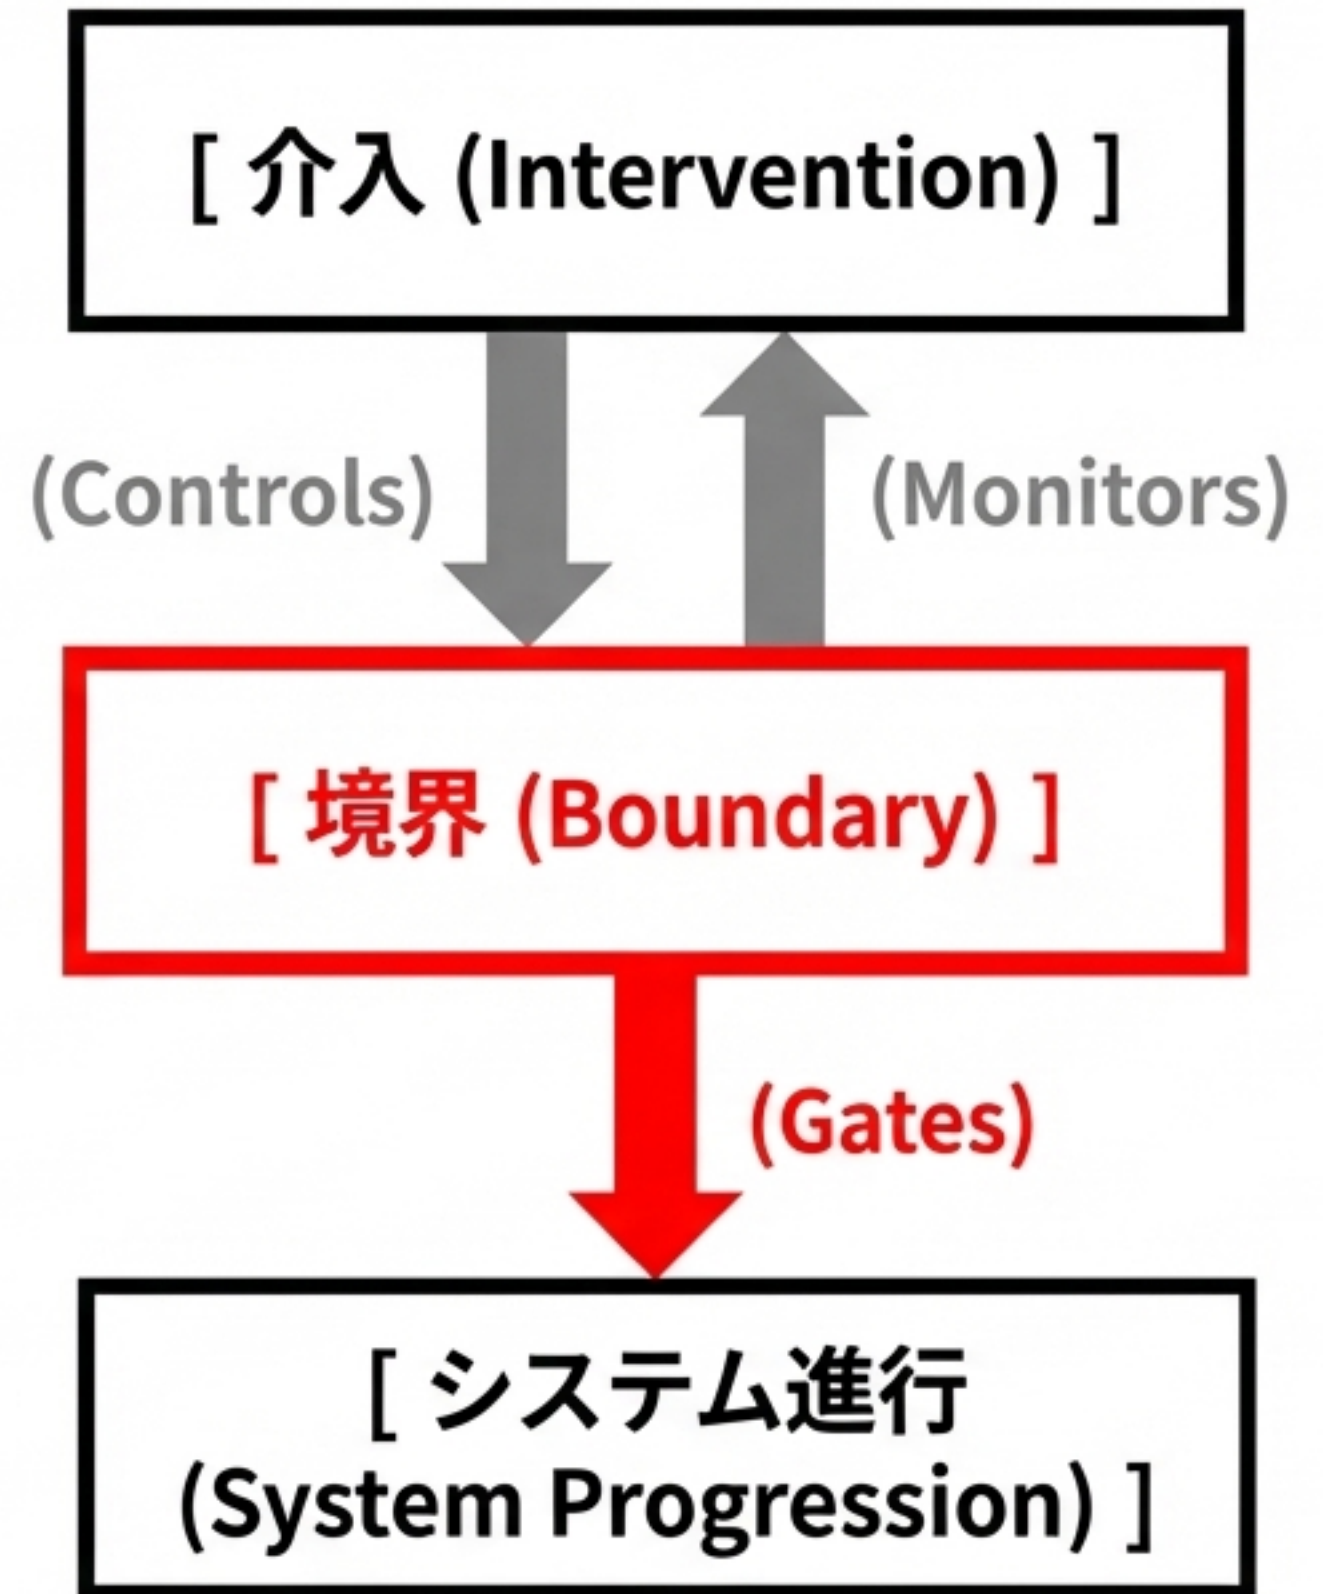 [ 介入 (Intervention) ]
(Controls)
(Monitors)
[ 境界 (Boundary) ]
(Gates)
[ システム進行
(System Progression) ]